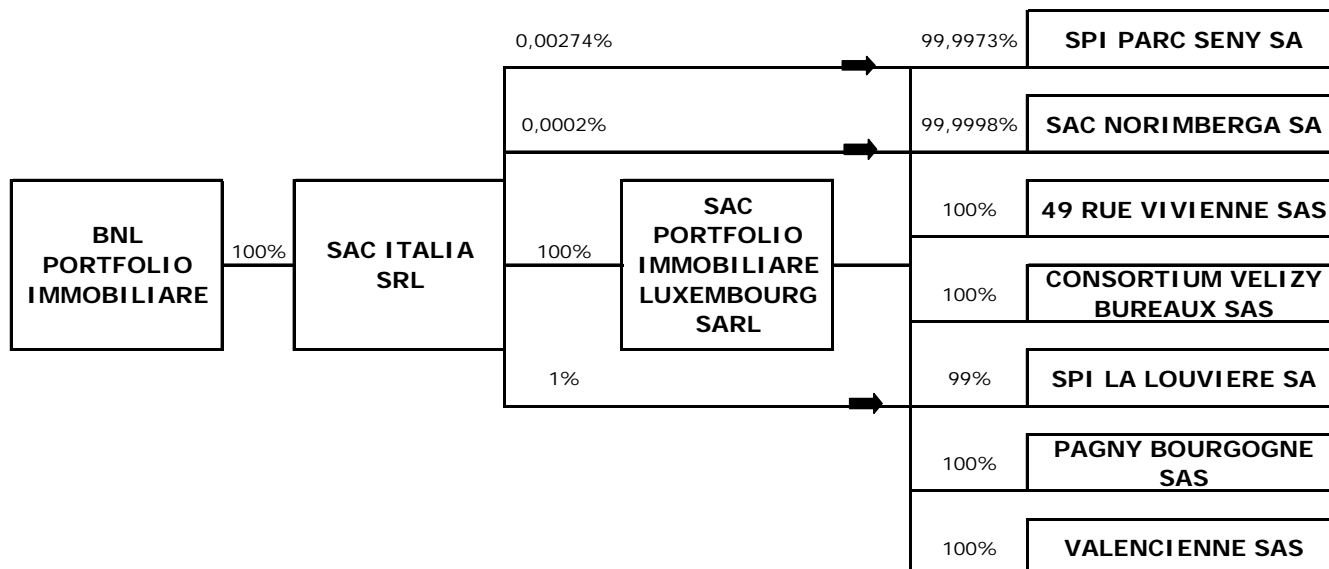 0,00274%
99,9973%
SPI PARC SENY SA
0,0002%
99,9998%
SAC NORIMBERGA SA
BNL
PORTFOLIO
IMMOBILIARE
100%
SAC ITALIA
SRL
100%
SAC
PORTFOLIO
IMMOBILIARE
LUXEMBOURG
SARL
100%
49 RUE VIVIENNE SAS
100%
CONSORTIUM VELIZY
BUREAUX SAS
1%
99%
SPI LA LOUVIERE SA
100%
PAGNY BOURGOGNE
SAS
100%
VALENCIENNE SAS